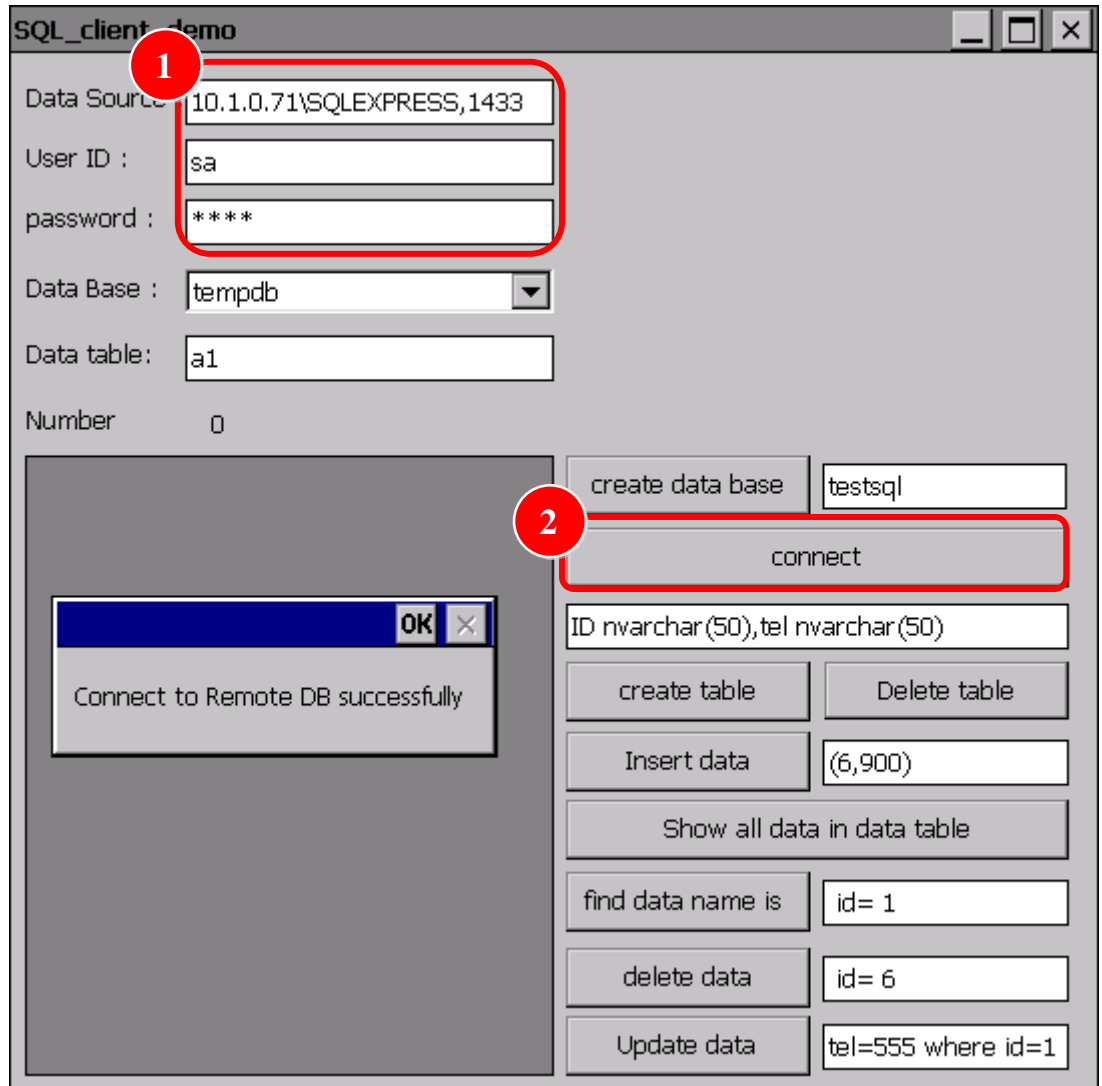 SQL_client_demo
1
Data Source 10.1.0.71\SQLEXPRESS,1433
User ID : sa
password : ****
Data Base : tempdb
Data table: a1
Number 0
create data base testsql
2
connect
OK
ID nvarchar(50),tel nvarchar(50)
Connect to Remote DB successfully
create table Delete table
Insert data (6,900)
Show all data in data table
find data name is id= 1
delete data id= 6
Update data tel=555 where id=1